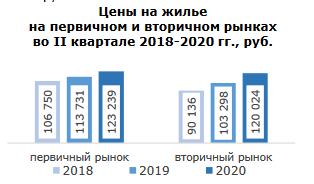 Цены на жилье
на первичном и вторичном рынках
во II квартале 2018-2020 гг., руб.
106 750
113 731
123 239
90 136
103 298
120 024
первичный рынок
вторичный рынок
2018
2019
2020